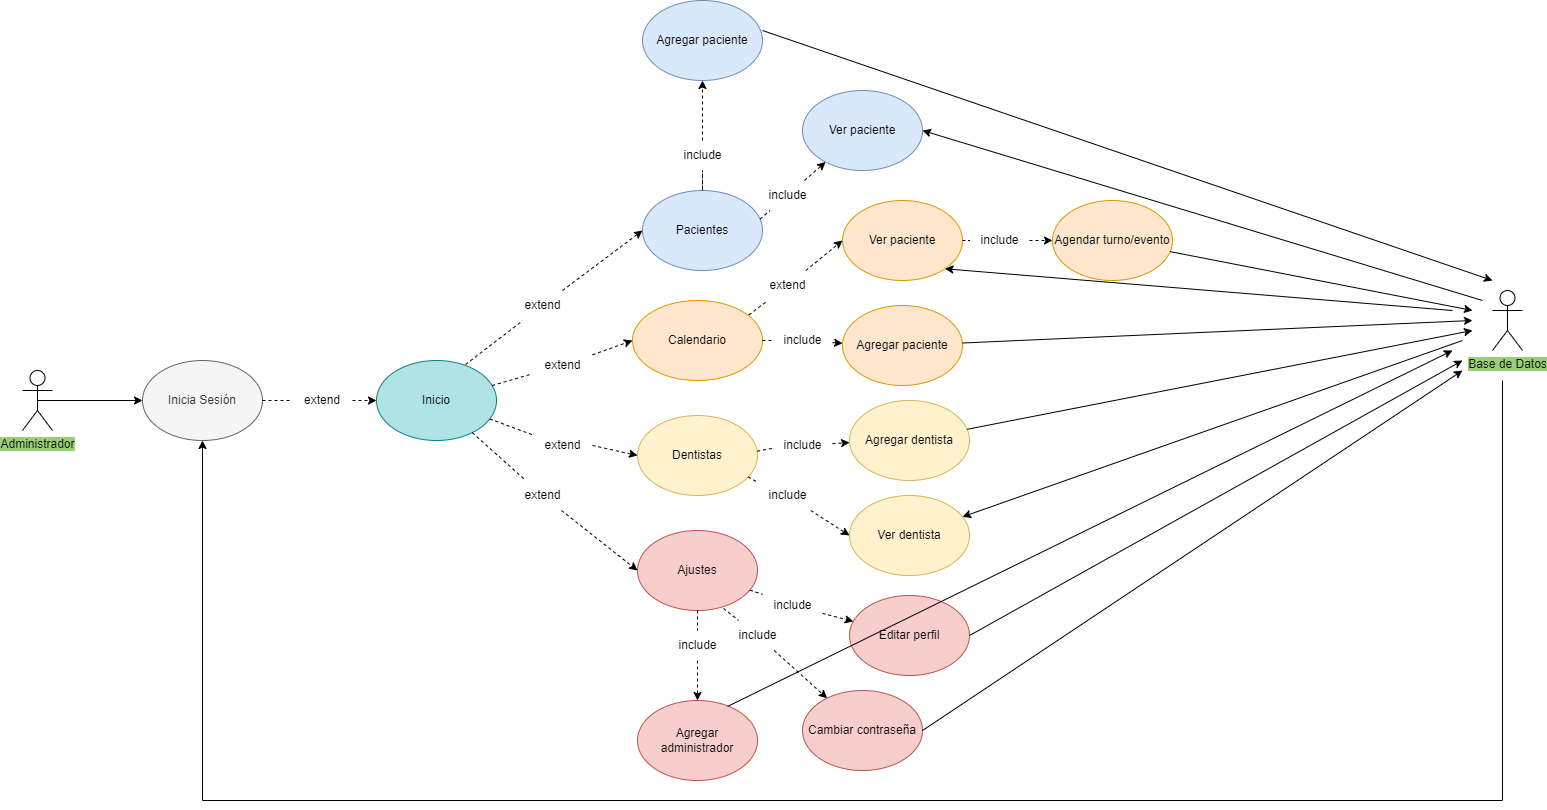 Agregar paciente
Ver paciente
include
include
Pacientes
Ver paciente
include
Agendar turno/evento
extend
extend
Calendario
include
Agregar paciente
Base de Datos
extend
Administrador
Inicia Sesión
extend
Inicio
extend
Dentistas
include
Agregar dentista
extend
include
Ver dentista
Ajustes
include
include
include
Editar perfil
Agregar
administrador
Cambiar contraseña